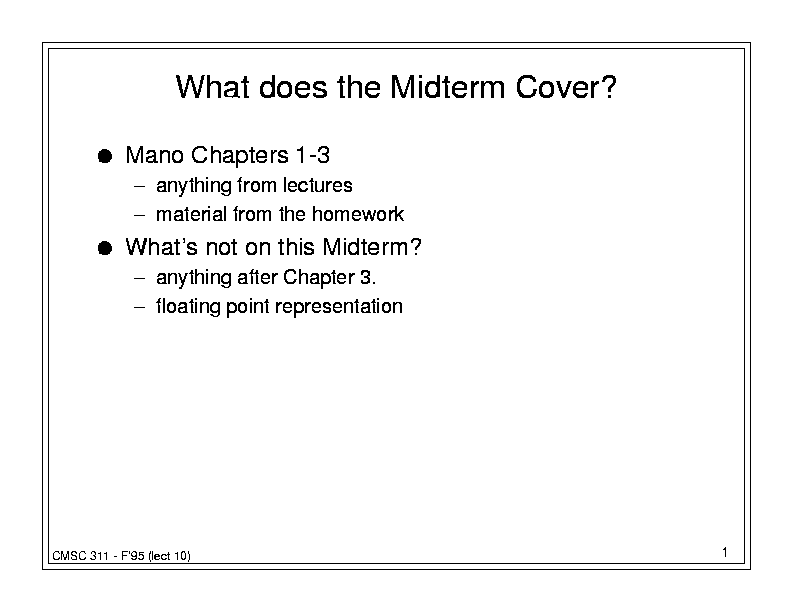 What does the Midterm Cover?
● Mano Chapters 1-3
– anything from lectures
– material from the homework
● What's not on this Midterm?
– anything after Chapter 3.
– floating point representation
CMSC 311 - F'95 (lect 10)
1